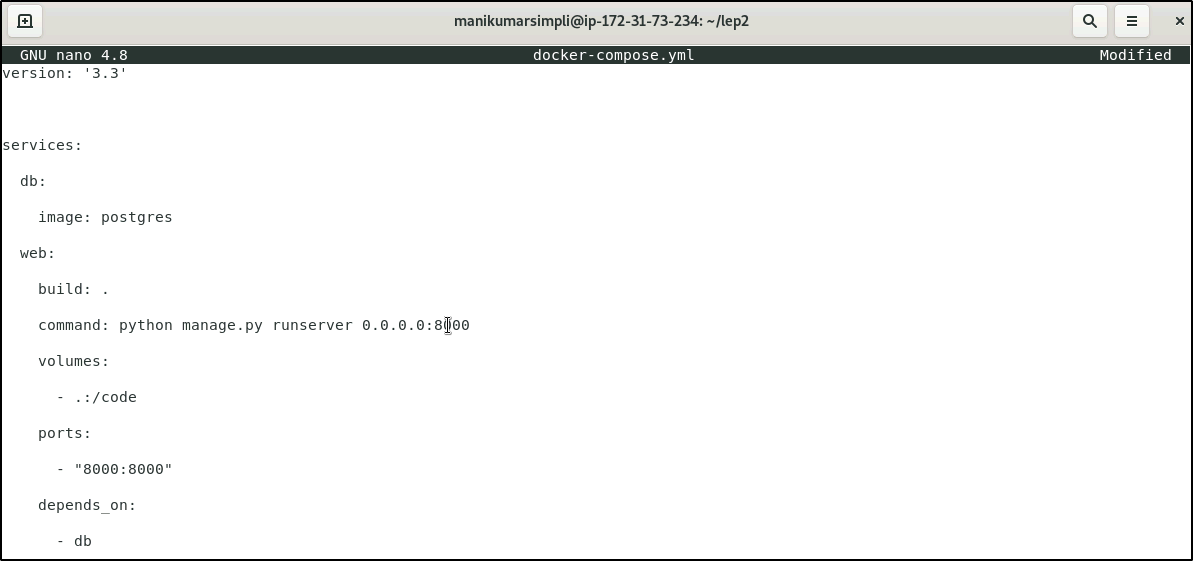 manikumarsimpli@ip-172-31-73-234: ~/lep2
GNU nano 4.8 docker-compose.yml Modified
version: '3.3'
services:
  db:
    image: postgres
  web:
    build: .
    command: python manage.py runserver 0.0.0.0:8000
    volumes:
      - .:/code
    ports:
      - "8000:8000"
    depends_on:
      - db